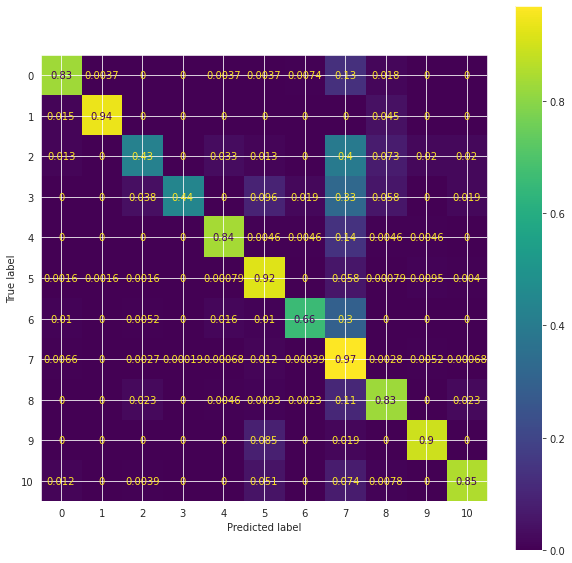 0 0.83 0.0037 0 0 0.0037 0.0037 0.0074 0.13 0.018 0 0
1 0.015 0.94 0 0 0 0 0 0 0.045 0 0
2 0.013 0 0.43 0 0.033 0.013 0 0.4 0.073 0.02 0.02
3 0 0 0.038 0.44 0 0.096 0.019 0.33 0.058 0 0.019
4 0 0 0 0 0.84 0.0046 0.0046 0.14 0.0046 0.0046 0
5 0.0016 0.0016 0.0016 0 0.00079 0.92 0 0.058 0.00079 0.0095 0.004
6 0.01 0 0.0052 0 0.016 0.01 0.66 0.3 0 0 0
7 0.0066 0 0.0027 0.00019 0.00068 0.012 0.00039 0.97 0.0028 0.0052 0.00068
8 0 0 0.023 0 0.0046 0.0093 0.0023 0.11 0.83 0 0.023
9 0 0 0 0 0 0.085 0 0.019 0 0.9 0
10 0.012 0 0.0039 0 0 0.051 0 0.074 0.0078 0 0.85
0 1 2 3 4 5 6 7 8 9 10
Predicted label
True label
0.8
0.6
0.4
0.2
0.0